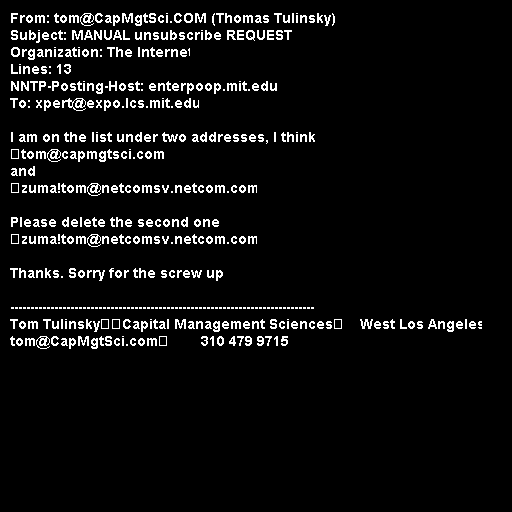 From: tom@CapMgtSci.COM (Thomas Tulinsky)
Subject: MANUAL unsubscribe REQUEST
Organization: The Internet
Lines: 13
NNTP-Posting-Host: enterpoop.mit.edu
To: xpert@expo.lcs.mit.edu

I am on the list under two addresses, I think
tom@capmgtsci.com
and
zuma!tom@netcomsv.netcom.com

Please delete the second one
zuma!tom@netcomsv.netcom.com

Thanks. Sorry for the screw up

----------------------------------------------------------------------------
Tom Tulinsky Capital Management Sciences West Los Angeles
tom@CapMgtSci.com 310 479 9715